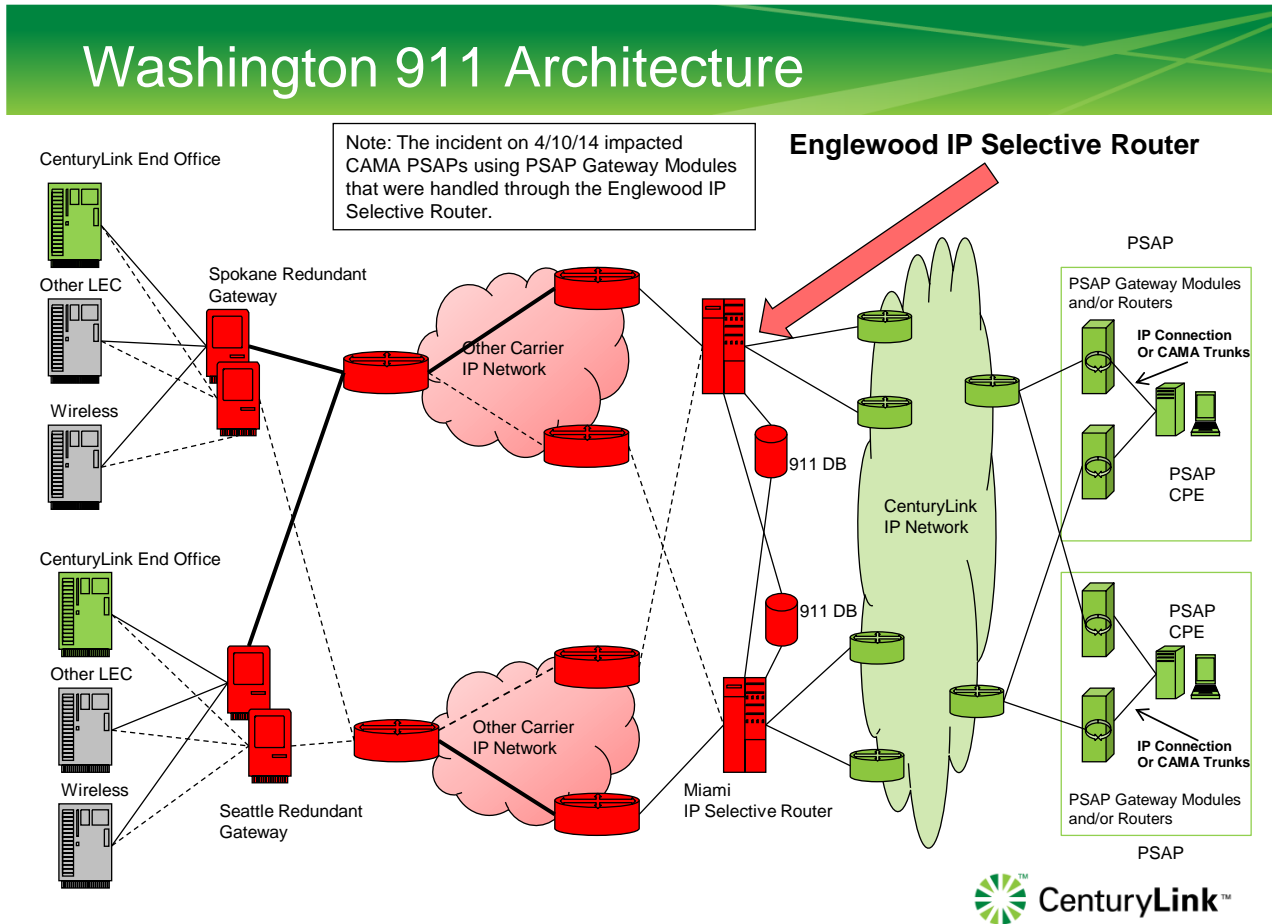 Washington 911 Architecture
Note: The incident on 4/10/14 impacted
CAMA PSAPs using PSAP Gateway Modules
that were handled through the Englewood IP
Selective Router.
Englewood IP Selective Router
CenturyLink End Office
Other LEC
Wireless
Spokane Redundant
Gateway
Other Carrier
IP Network
911 DB
CenturyLink
IP Network
PSAP
PSAP Gateway Modules
and/or Routers
IP Connection
Or CAMA Trunks
PSAP
CPE
CenturyLink End Office
Other LEC
Wireless
Seattle Redundant
Gateway
Other Carrier
IP Network
911 DB
Miami
IP Selective Router
PSAP
CPE
IP Connection
Or CAMA Trunks
PSAP Gateway Modules
and/or Routers
PSAP
TM
CenturyLink™